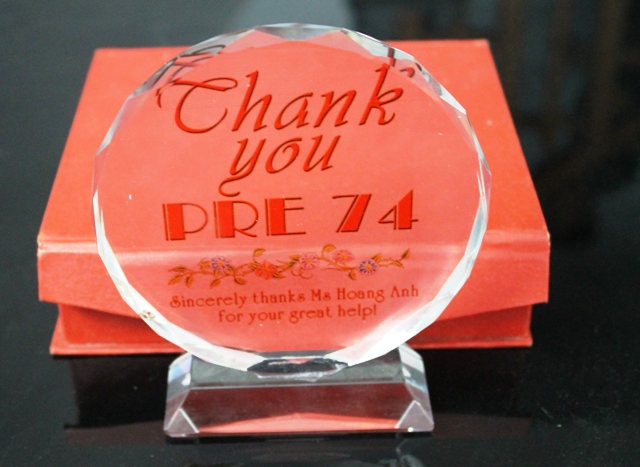 Thank
you
PRE 74
Sincerely thanks Ms Hoang Anh
for your great help!